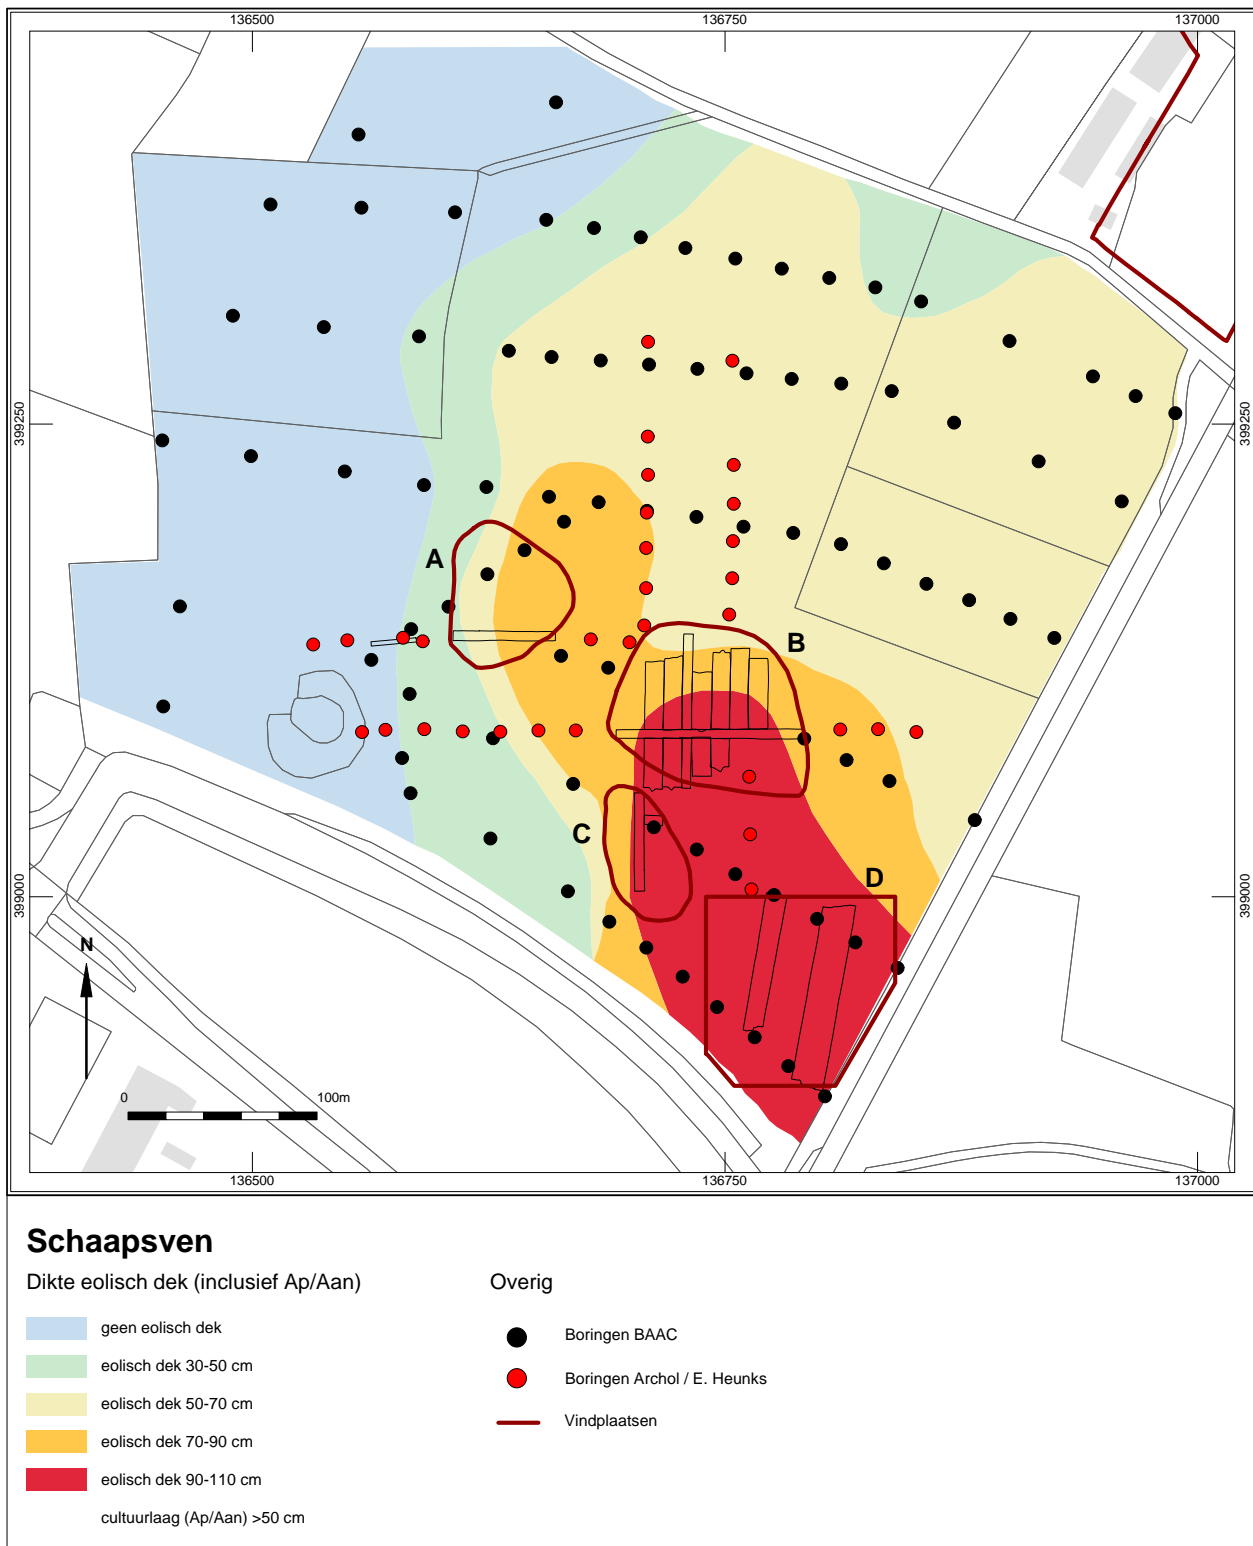 136500
136750
137000
399250
399250
A
B
C
D
399000
399000
N
0
100m
136500
136750
137000
Schaapsven
Dikte eolisch dek (inclusief Ap/Aan)
geen eolisch dek
eolisch dek 30-50 cm
eolisch dek 50-70 cm
eolisch dek 70-90 cm
eolisch dek 90-110 cm
cultuurlaag (Ap/Aan) >50 cm
Overig
Boringen BAAC
Boringen Archol / E. Heunks
Vindplaatsen